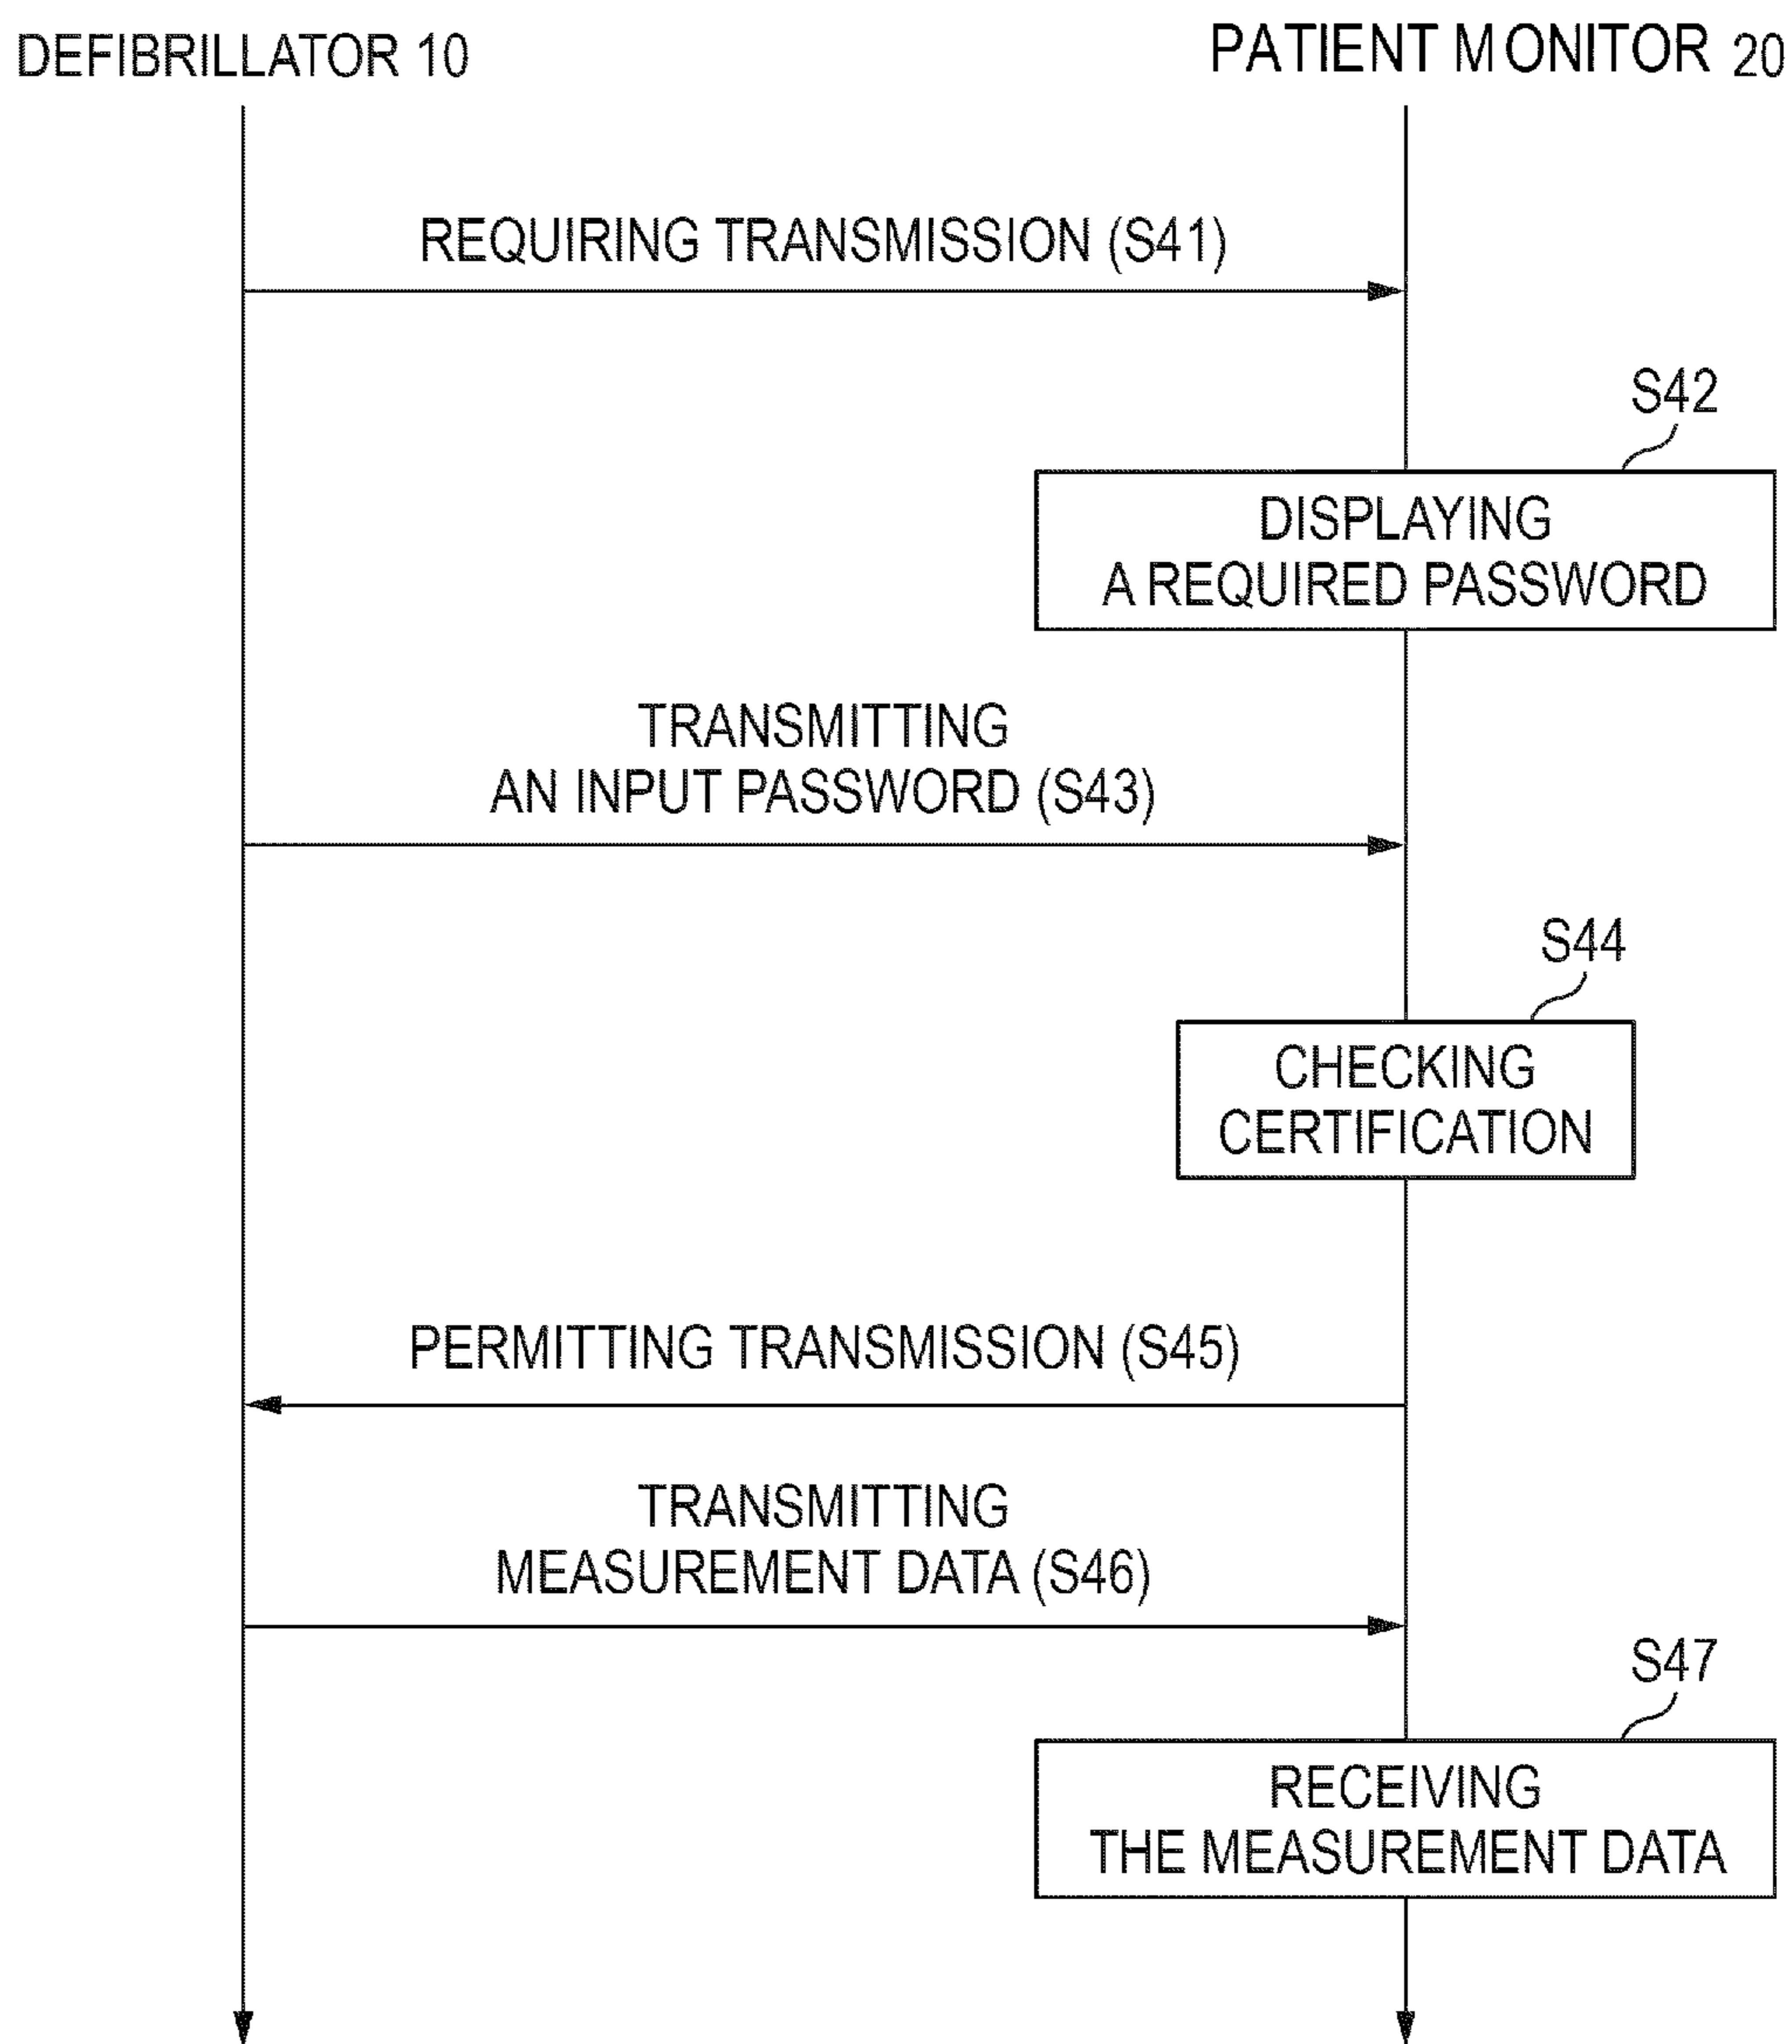 DEFIBRILLATOR 10
PATIENT MONITOR 20
REQUIRING TRANSMISSION (S41)
S42
DISPLAYING
A REQUIRED PASSWORD
TRANSMITTING
AN INPUT PASSWORD (S43)
S44
CHECKING
CERTIFICATION
PERMITTING TRANSMISSION (S45)
TRANSMITTING
MEASUREMENT DATA (S46)
S47
RECEIVING
THE MEASUREMENT DATA